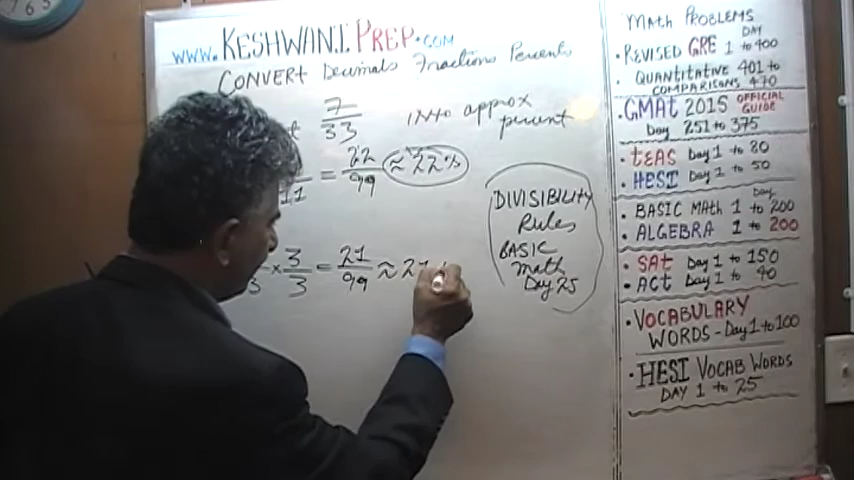 www.KESHWANI PREP.COM
CONVERT Decimals Fractions Percents
7/33 INTO approx percent
11 = 22/99 ≈ 22%
3 × 3/3 = 21/99 ≈ 2
DIVISIBILITY
Rules
BASIC
Math
Day 25
MATH PROBLEMS
DAY
• REVISED GRE 1 to 400
• QUANTITATIVE 401 to
COMPARISONS 470
GMAT 2015 OFFICIAL GUIDE
Day 251 to 375
• TEAS Day 1 to 80
• HESI Day 1 to 50
Day
• BASIC MATH 1 to 200
• ALGEBRA 1 to 200
• SAt Day 1 to 150
• ACt Day 1 to 40
• VOCABULARY
WORDS - Day 1 to 100
• HESI VOCAB WORDS
DAY 1 to 25